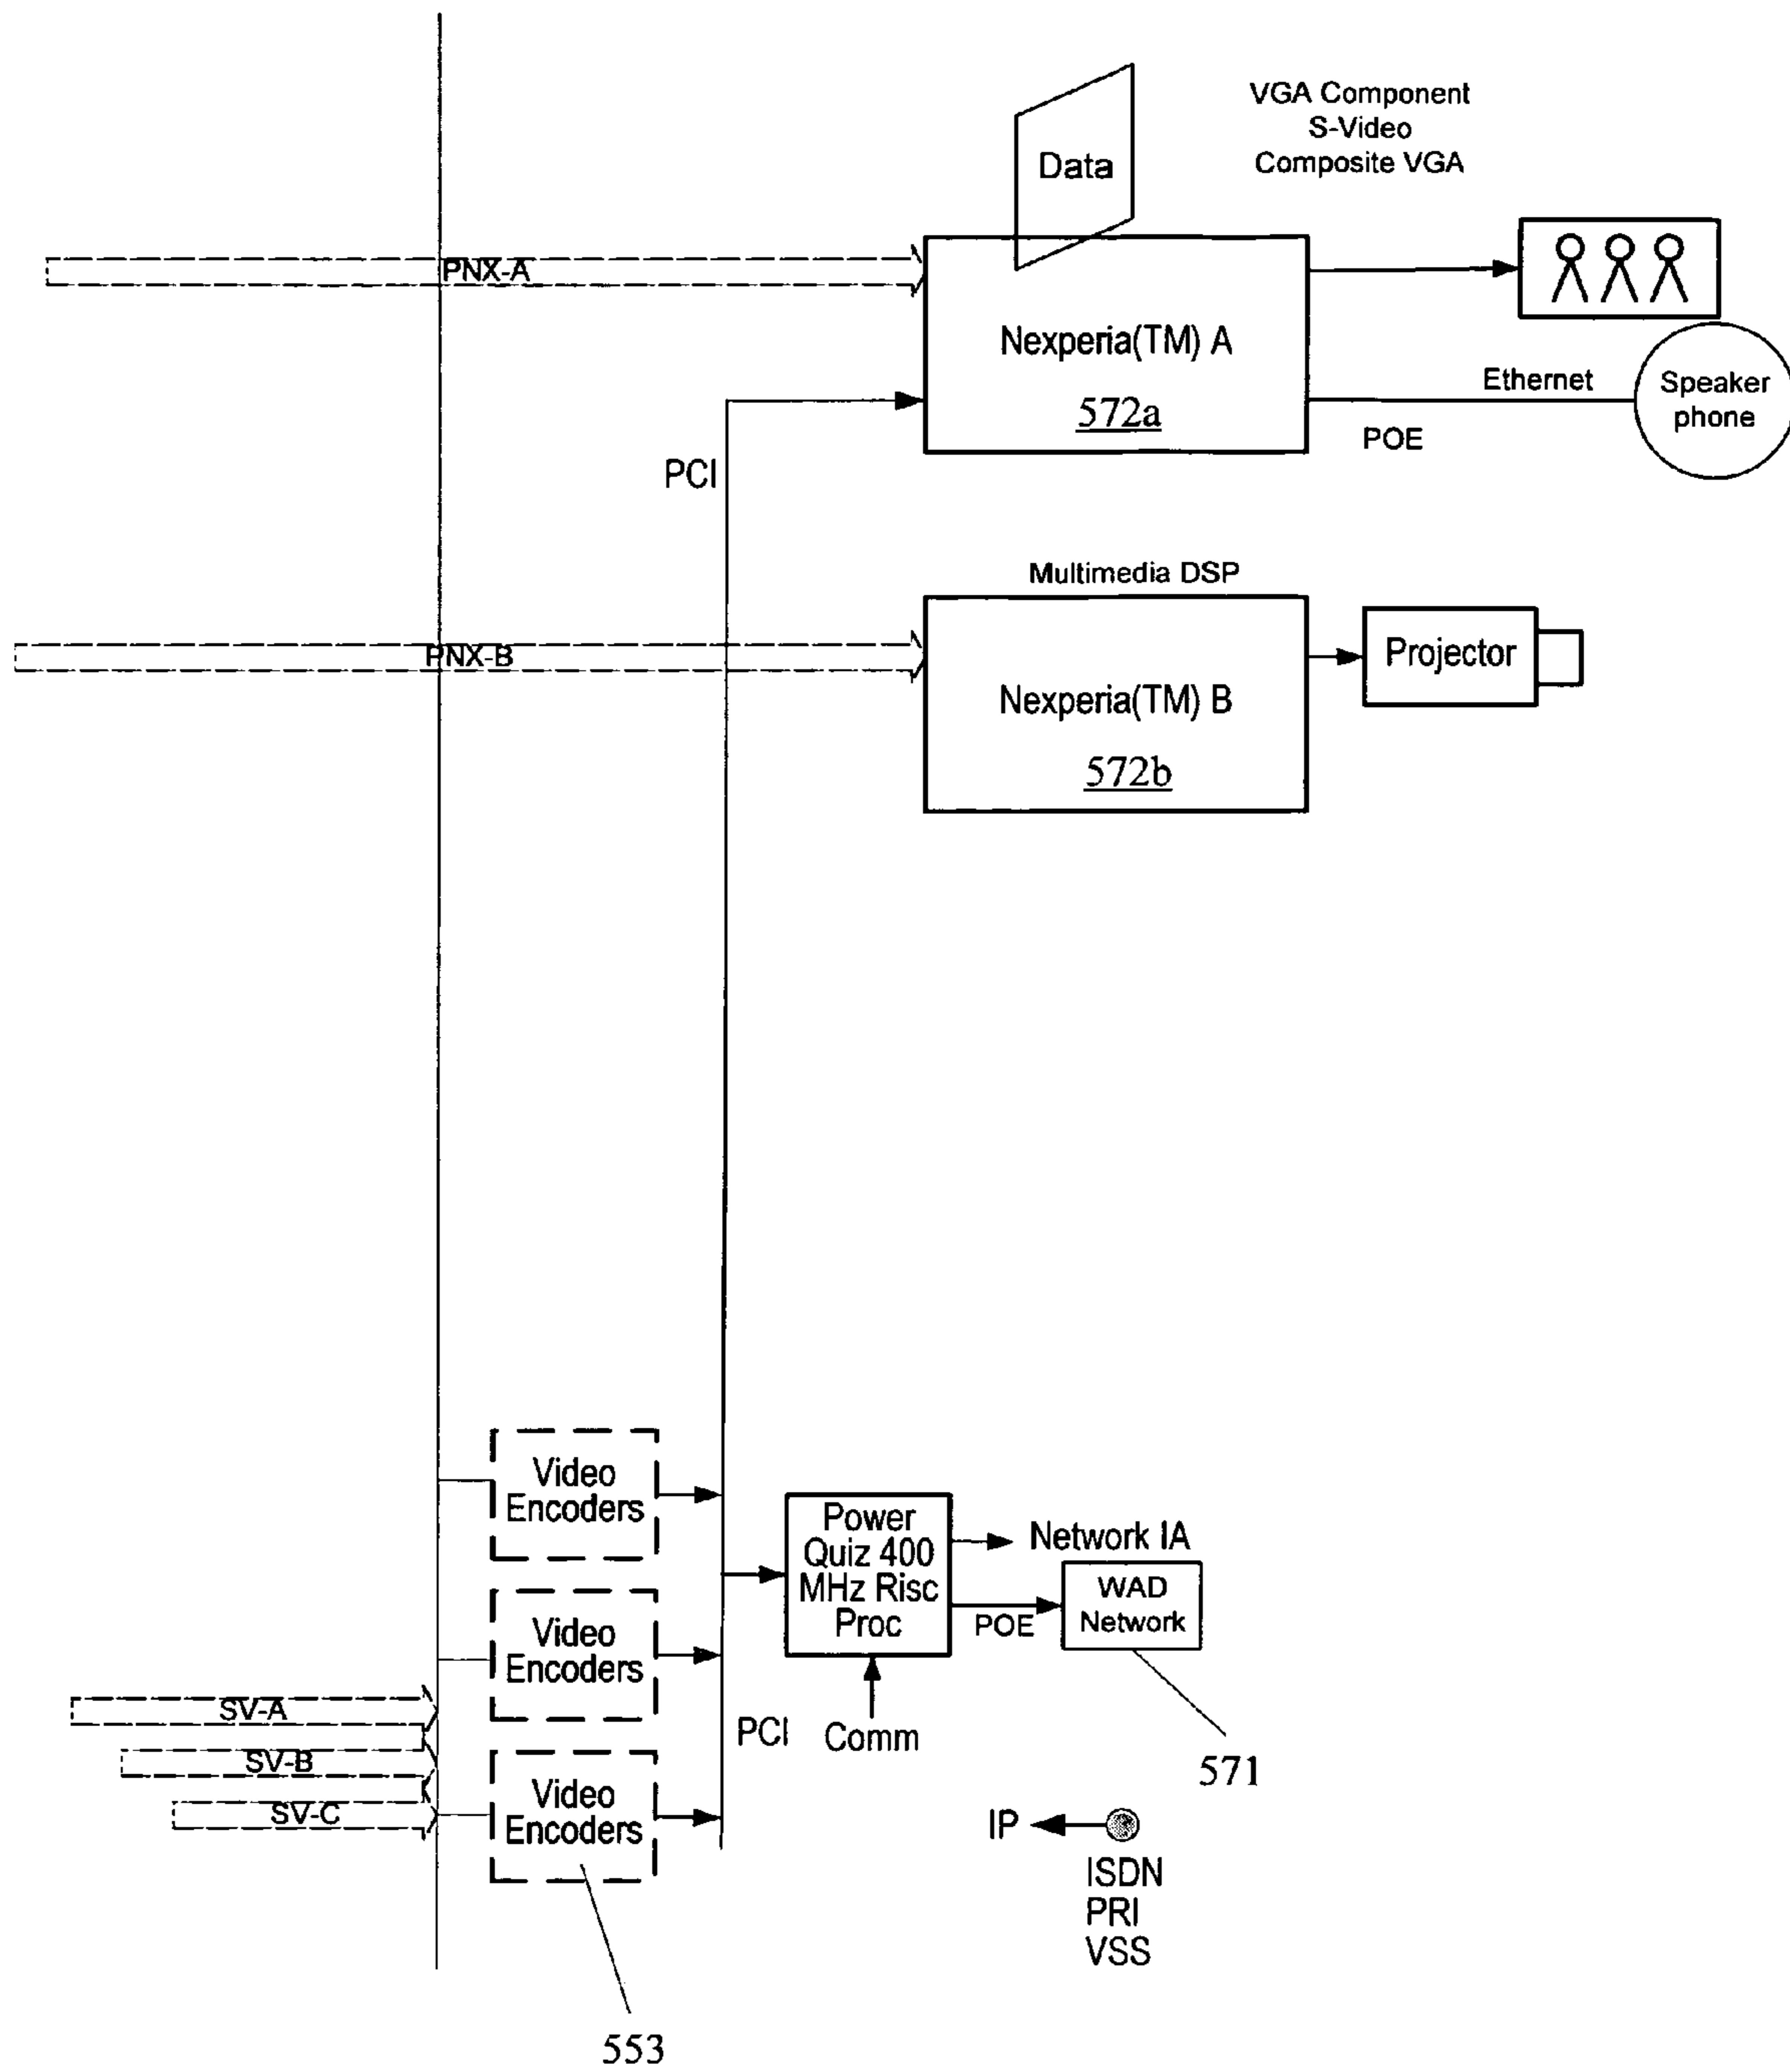 VGA Component
S-Video
Composite VGA
Data
PNX-A
Nexperia(TM) A
572a
Ethernet
POE
Speaker
phone
PCI
Multimedia DSP
PNX-B
Nexperia(TM) B
572b
Projector
Video
Encoders
Power
Quiz 400
MHz Risc
Proc
Network IA
WAD
Network
POE
Video
Encoders
SV-A
SV-B
SV-C
PCI
Comm
571
Video
Encoders
IP
ISDN
PRI
VSS
553